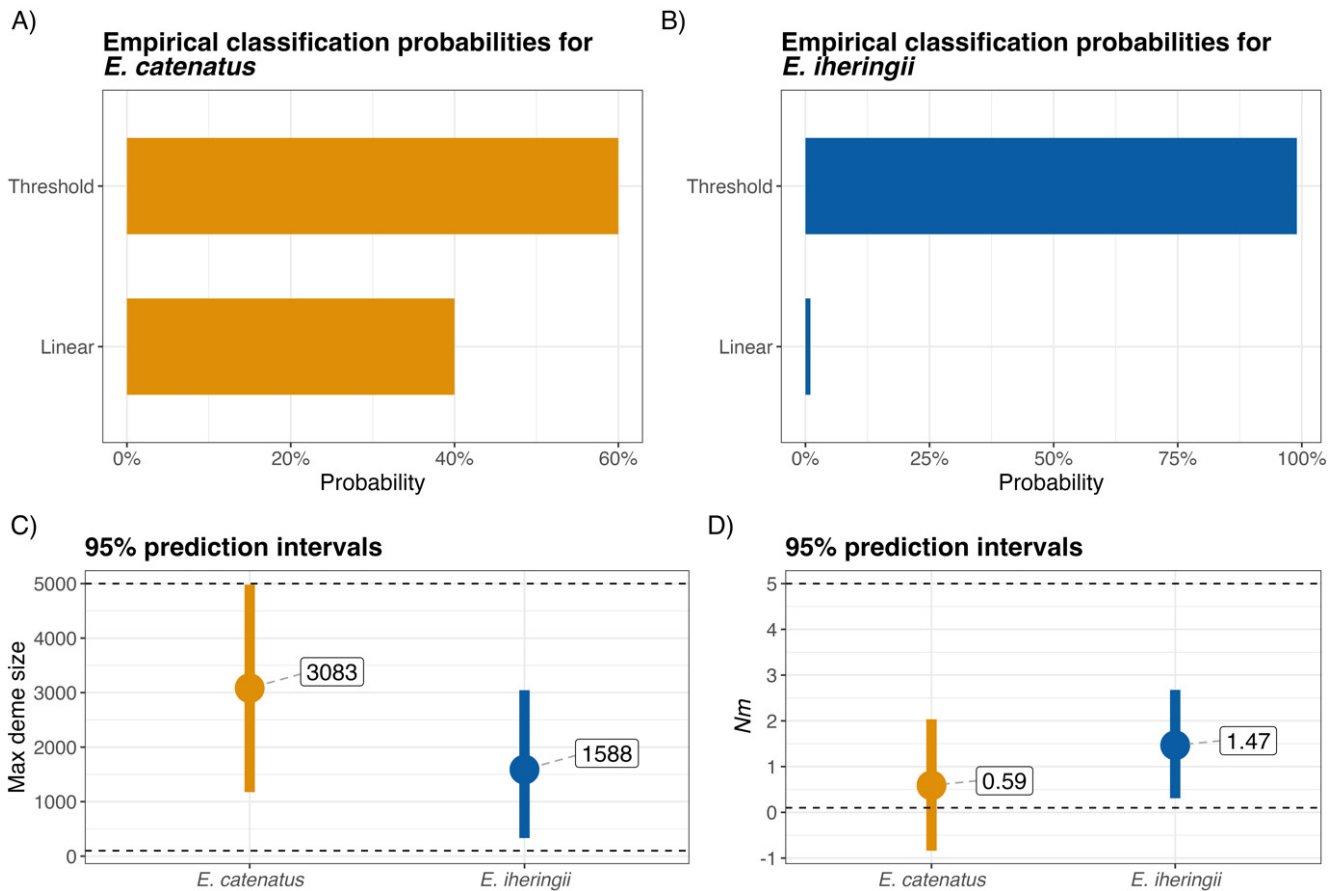 A)
Empirical classification probabilities for
E. catenatus
Threshold
Linear
0%
20%
40%
60%
Probability
B)
Empirical classification probabilities for
E. iheringii
Threshold
Linear
0%
25%
50%
75%
100%
Probability
C)
95% prediction intervals
Max deme size
5000
4000
3000
2000
1000
0
3083
1588
E. catenatus
E. iheringii
D)
95% prediction intervals
Nm
5
4
3
2
1
0
-1
0.59
1.47
E. catenatus
E. iheringii